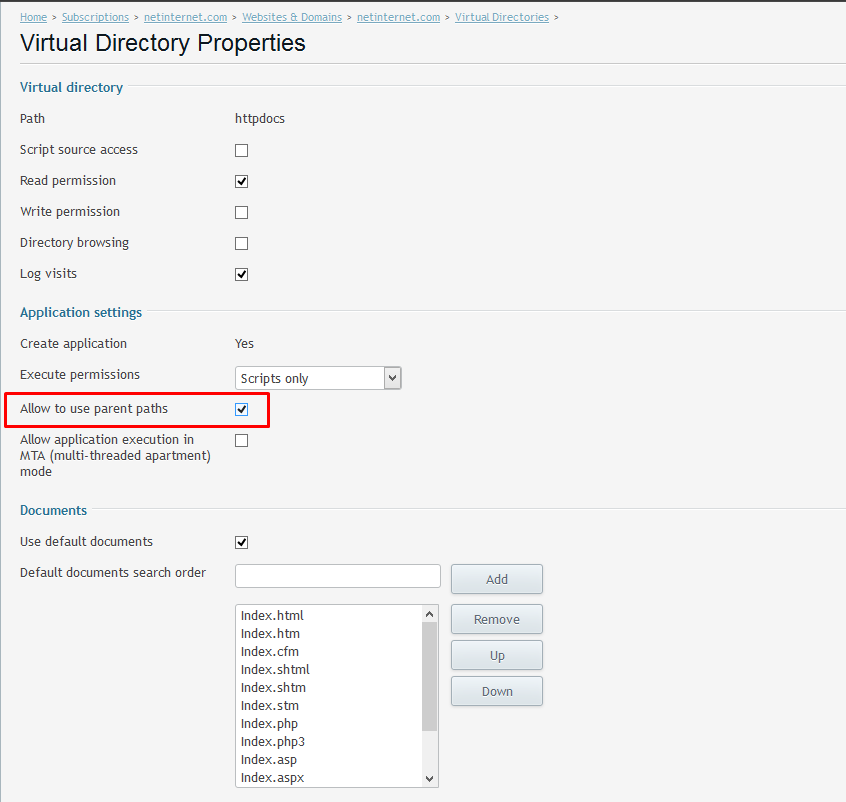 Home > Subscriptions > netinternet.com > Websites & Domains > netinternet.com > Virtual Directories >
Virtual Directory Properties
Virtual directory
Path httpdocs
Script source access
Read permission
Write permission
Directory browsing
Log visits
Application settings
Create application Yes
Execute permissions Scripts only
Allow to use parent paths
Allow application execution in
MTA (multi-threaded apartment)
mode
Documents
Use default documents
Default documents search order Add
Index.html Remove
Index.htm
Index.cfm Up
Index.shtml
Index.shtm Down
Index.stm
Index.php
Index.php3
Index.asp
Index.aspx